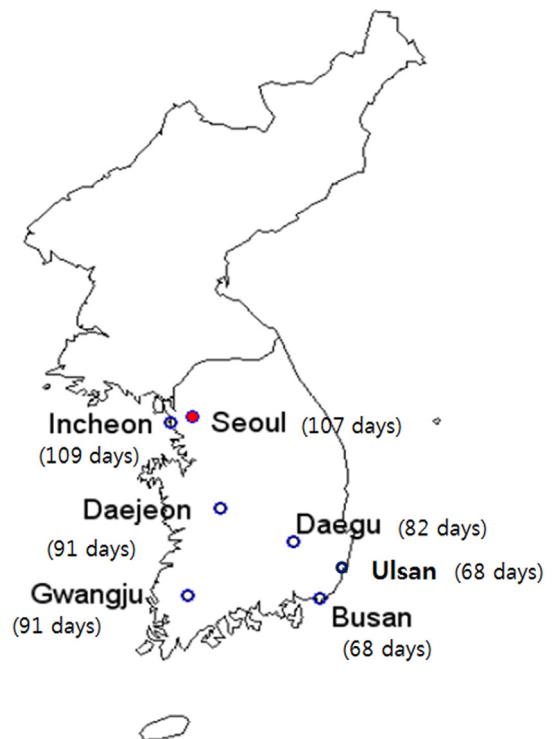 Incheon
(109 days)
Seoul (107 days)
Daejeon
(91 days)
Daegu (82 days)
Ulsan (68 days)
Gwangju
(91 days)
Busan
(68 days)